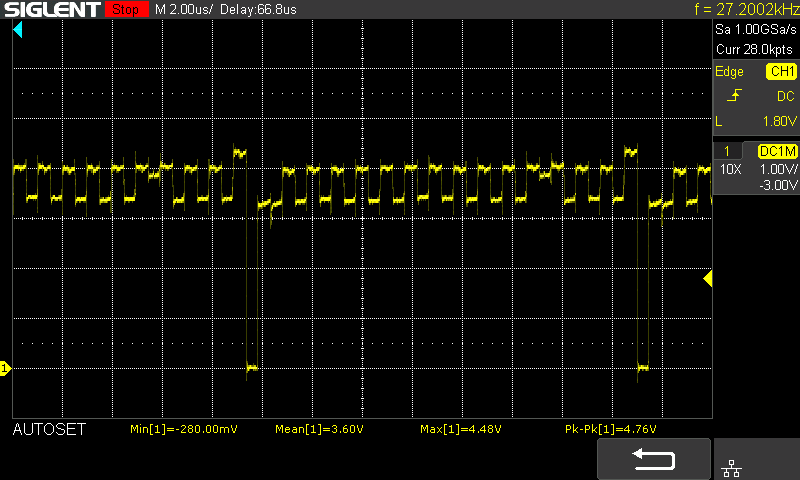 SIGLENT Stop M 2.00us/ Delay:66.8us f = 27.2002kHz
Sa 1.00GSa/s
Curr 28.0kpts
Edge CH1
DC
L 1.80V
1 DC1M
10X 1.00V/
-3.00V
1
AUTOSET Min[1]=-280.00mV Mean[1]=3.60V Max[1]=4.48V Pk-Pk[1]=4.76V